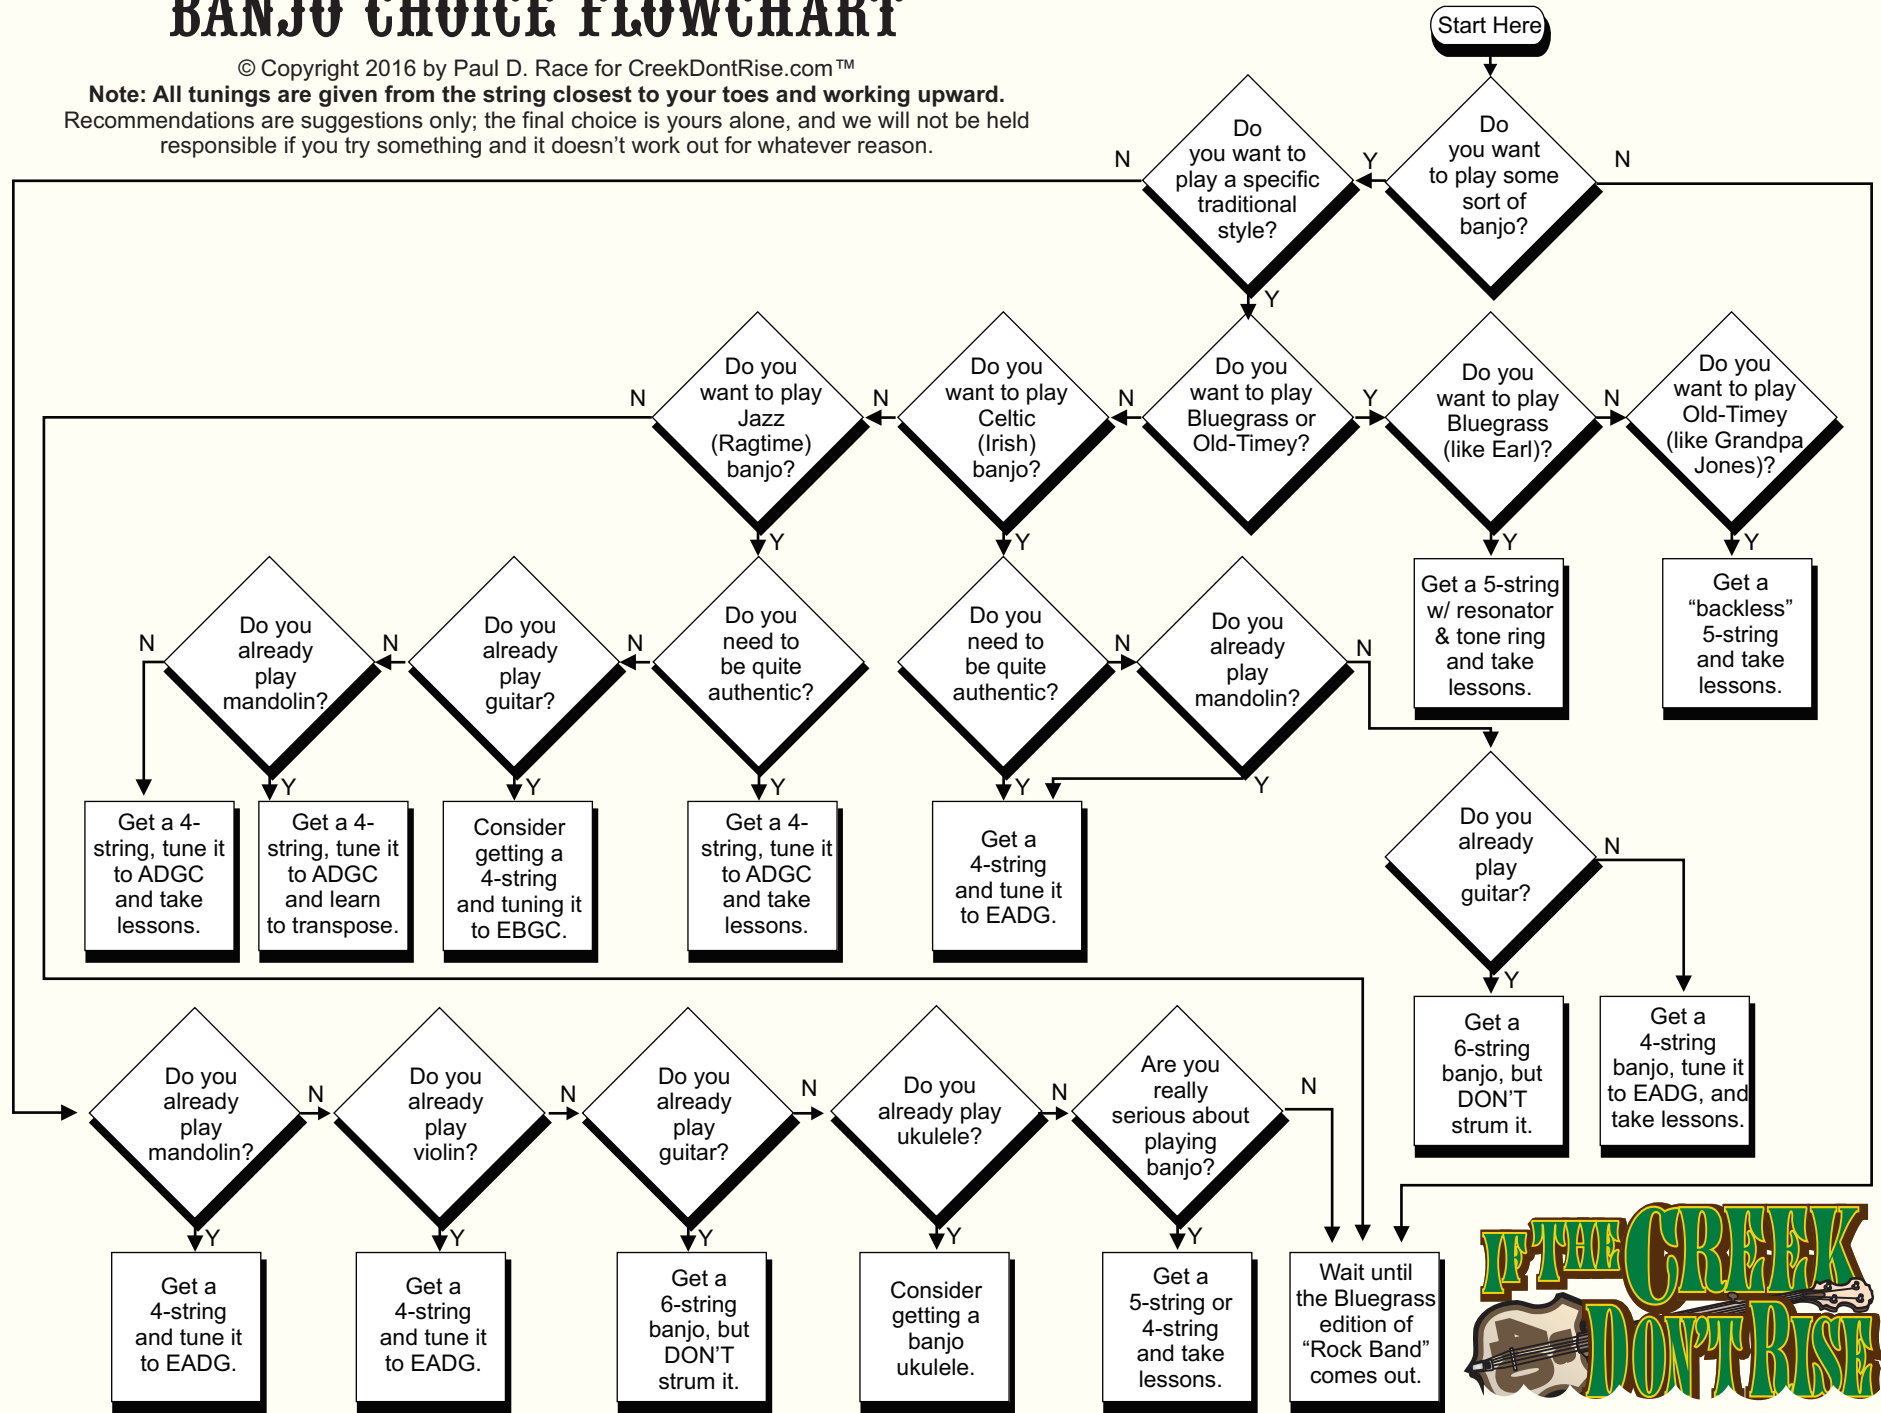 BANJO CHOICE FLOWCHART
© Copyright 2016 by Paul D. Race for CreekDontRise.com™
Note: All tunings are given from the string closest to your toes and working upward.
Recommendations are suggestions only; the final choice is yours alone, and we will not be held
responsible if you try something and it doesn't work out for whatever reason.
Start Here
Do
you want
to play some
sort of
banjo?
Y
N
Do
you want to
play a specific
traditional
style?
N
Y
Do you
want to play
Jazz
(Ragtime)
banjo?
N
Y
Do you
want to play
Celtic
(Irish)
banjo?
N
Y
Do you
want to play
Bluegrass or
Old-Timey?
N
Y
Do you
want to play
Bluegrass
(like Earl)?
N
Y
Do you
want to play
Old-Timey
(like Grandpa
Jones)?
Y
Do you
already
play
mandolin?
N
Y
Do you
already
play
guitar?
N
Y
Do you
need to
be quite
authentic?
N
Y
Do you
need to
be quite
authentic?
N
Y
Do you
already
play
mandolin?
N
Y
Get a 5-string
w/ resonator
& tone ring
and take
lessons.
Get a
“backless”
5-string
and take
lessons.
Get a 4-
string, tune it
to ADGC
and take
lessons.
Get a 4-
string, tune it
to ADGC
and learn
to transpose.
Consider
getting a
4-string
and tuning it
to EBGC.
Get a 4-
string, tune it
to ADGC
and take
lessons.
Get a
4-string
and tune it
to EADG.
Do you
already
play
guitar?
N
Y
Get a
6-string
banjo, but
DON'T
strum it.
Get a
4-string
banjo, tune it
to EADG, and
take lessons.
Do you
already
play
mandolin?
N
Y
Do you
already
play
violin?
N
Y
Do you
already
play
guitar?
N
Y
Do you
already play
ukulele?
N
Y
Are you
really
serious about
playing
banjo?
N
Y
Get a
4-string
and tune it
to EADG.
Get a
4-string
and tune it
to EADG.
Get a
6-string
banjo, but
DON'T
strum it.
Consider
getting a
banjo
ukulele.
Get a
5-string or
4-string
and take
lessons.
Wait until
the Bluegrass
edition of
“Rock Band”
comes out.
IF THE CREEK
DON'T RISE